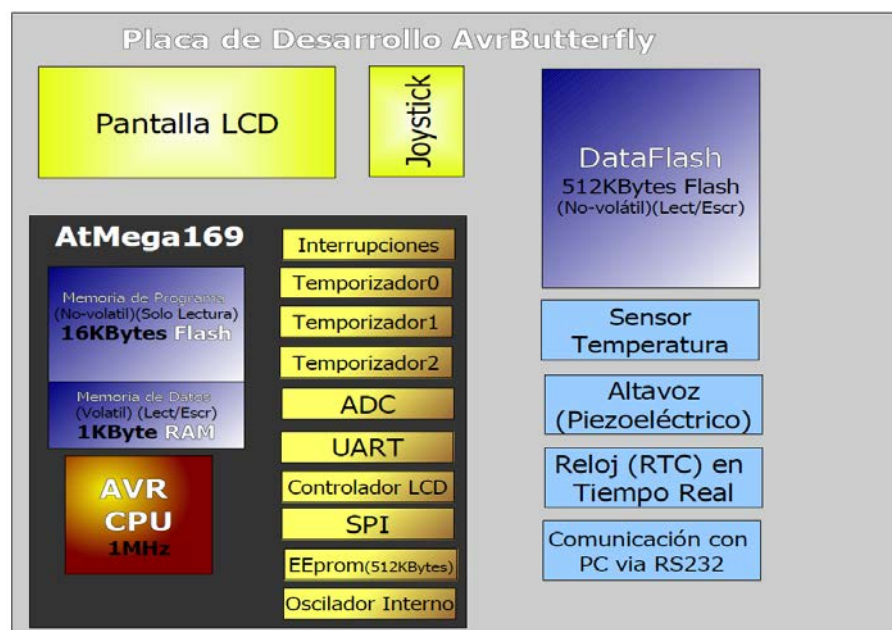 Placa de Desarrollo AvrButterfly
Pantalla LCD
Joystick
DataFlash
512KBytes Flash
(No-volátil)(Lect/Escr)
AtMega169
Memoria de Programa
(No-volatil)(Solo Lectura)
16KBytes Flash
Memoria de Datos
(Volatil) (Lect/Escr)
1KByte RAM
AVR
CPU
1MHz
Interrupciones
Temporizador0
Temporizador1
Temporizador2
ADC
UART
Controlador LCD
SPI
EEprom(512KBytes)
Oscilador Interno
Sensor
Temperatura
Altavoz
(Piezoeléctrico)
Reloj (RTC) en
Tiempo Real
Comunicación con
PC via RS232